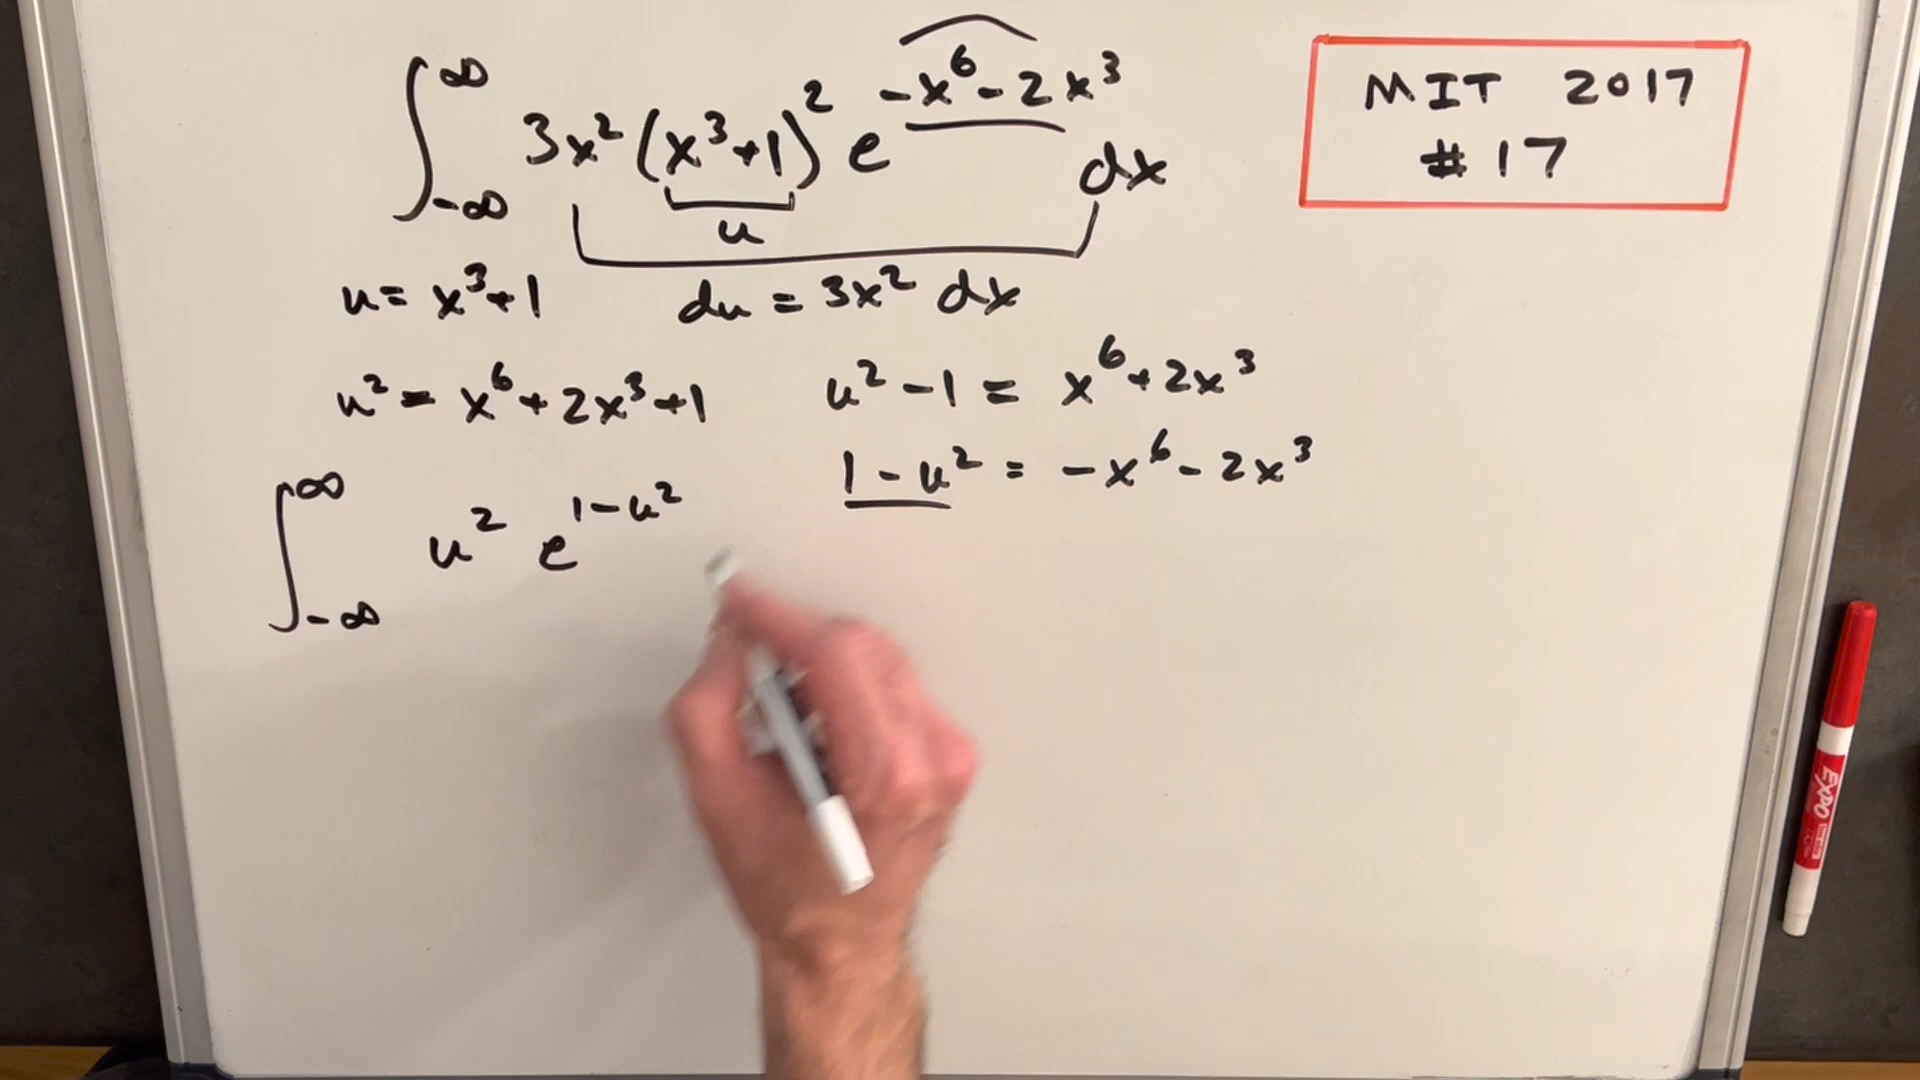 ∫_{-∞}^{∞} 3x² (x³+1)² e^{-x⁶-2x³} dx
MIT 2017
#17
u
u = x³+1 du = 3x² dx
u² = x⁶+2x³+1 u²-1 = x⁶+2x³
1-u² = -x⁶-2x³
∫_{-∞}^{∞} u² e^{1-u²}
EXPO